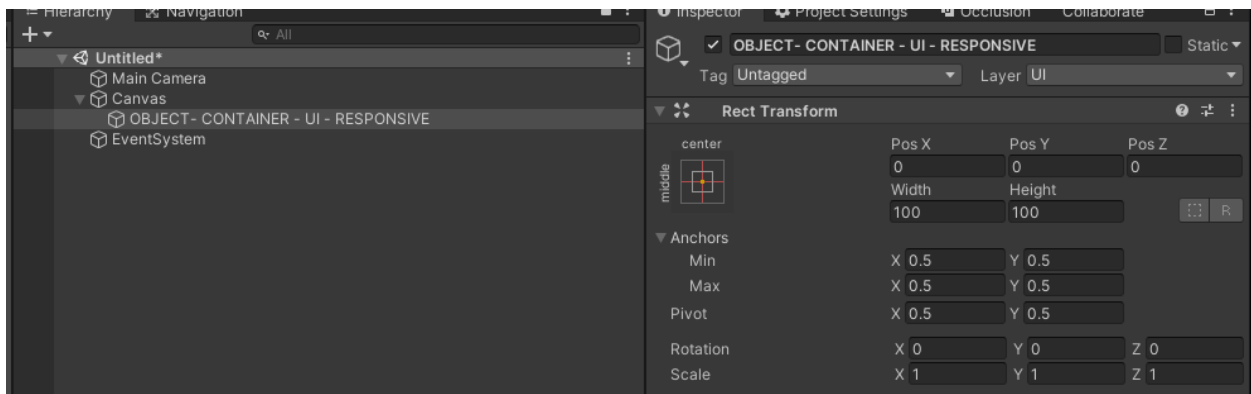 Hierarchy
Navigation
All
Untitled*
Main Camera
Canvas
OBJECT- CONTAINER - UI - RESPONSIVE
EventSystem
Inspector Project Settings Occlusion Collaborate
OBJECT- CONTAINER - UI - RESPONSIVE Static
Tag Untagged Layer UI
Rect Transform
center Pos X Pos Y Pos Z
middle 0 0 0
Width Height
100 100 R
Anchors
Min X 0.5 Y 0.5
Max X 0.5 Y 0.5
Pivot X 0.5 Y 0.5
Rotation X 0 Y 0 Z 0
Scale X 1 Y 1 Z 1